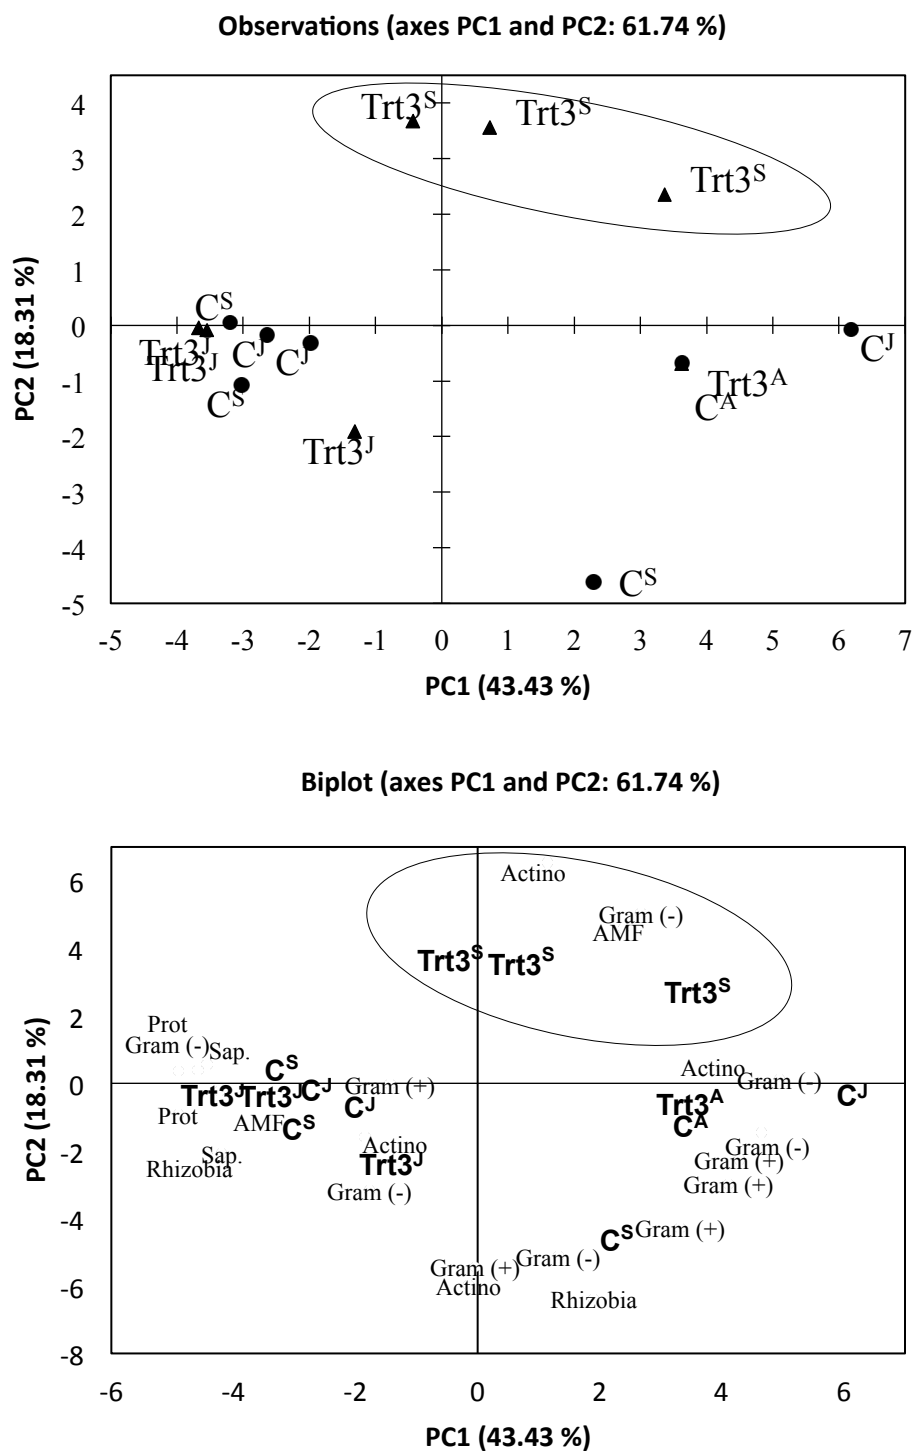 Observations (axes PC1 and PC2: 61.74 %)
4
3
2
1
0
-1
-2
-3
-4
-5
PC2 (18.31 %)
Trt3S
Trt3S
Trt3S
CS
Trt3J
Trt3J
CJ
CJ
CS
Trt3J
CJ
Trt3A
CA
CS
-5 -4 -3 -2 -1 0 1 2 3 4 5 6 7
PC1 (43.43 %)
Biplot (axes PC1 and PC2: 61.74 %)
6
4
2
0
-2
-4
-6
-8
PC2 (18.31 %)
Actino
Gram (-)
AMF
Trt3S
Trt3S
Trt3S
Prot
Gram (-)
Sap.
CS
Trt3J
Trt3J
CJ
Gram (+)
CJ
Prot
AMF
CS
Sap.
Rhizobia
Actino
Trt3J
Gram (-)
Actino
Gram (-)
CJ
Trt3A
CA
Gram (-)
Gram (+)
Gram (+)
CS
Gram (+)
Gram (-)
Gram (+)
Actino
Rhizobia
-6 -4 -2 0 2 4 6
PC1 (43.43 %)